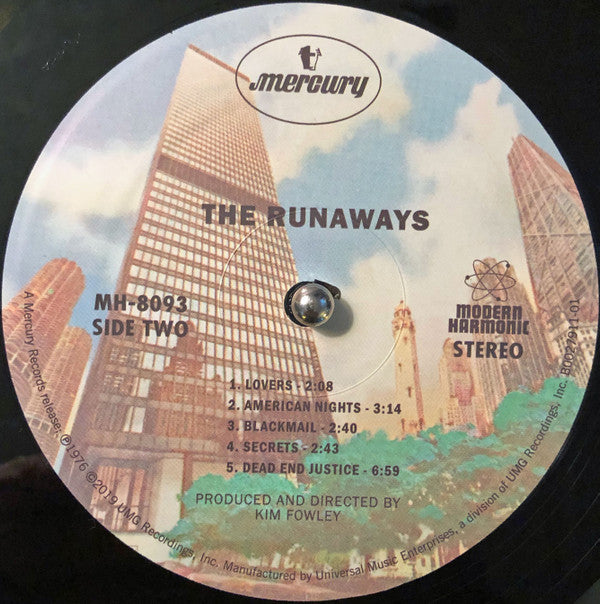 mercury
THE RUNAWAYS
MH-8093
SIDE TWO
MODERN
HARMONIC
STEREO
1. LOVERS - 2:08
2. AMERICAN NIGHTS - 3:14
3. BLACKMAIL - 2:40
4. SECRETS - 2:43
5. DEAD END JUSTICE - 6:59
PRODUCED AND DIRECTED BY
KIM FOWLEY
A Mercury Records release; ℗1976 ©2019 UMG Recordings, Inc. Manufactured by Universal Music Enterprises, a division of UMG Recordings, Inc. B0027911-01